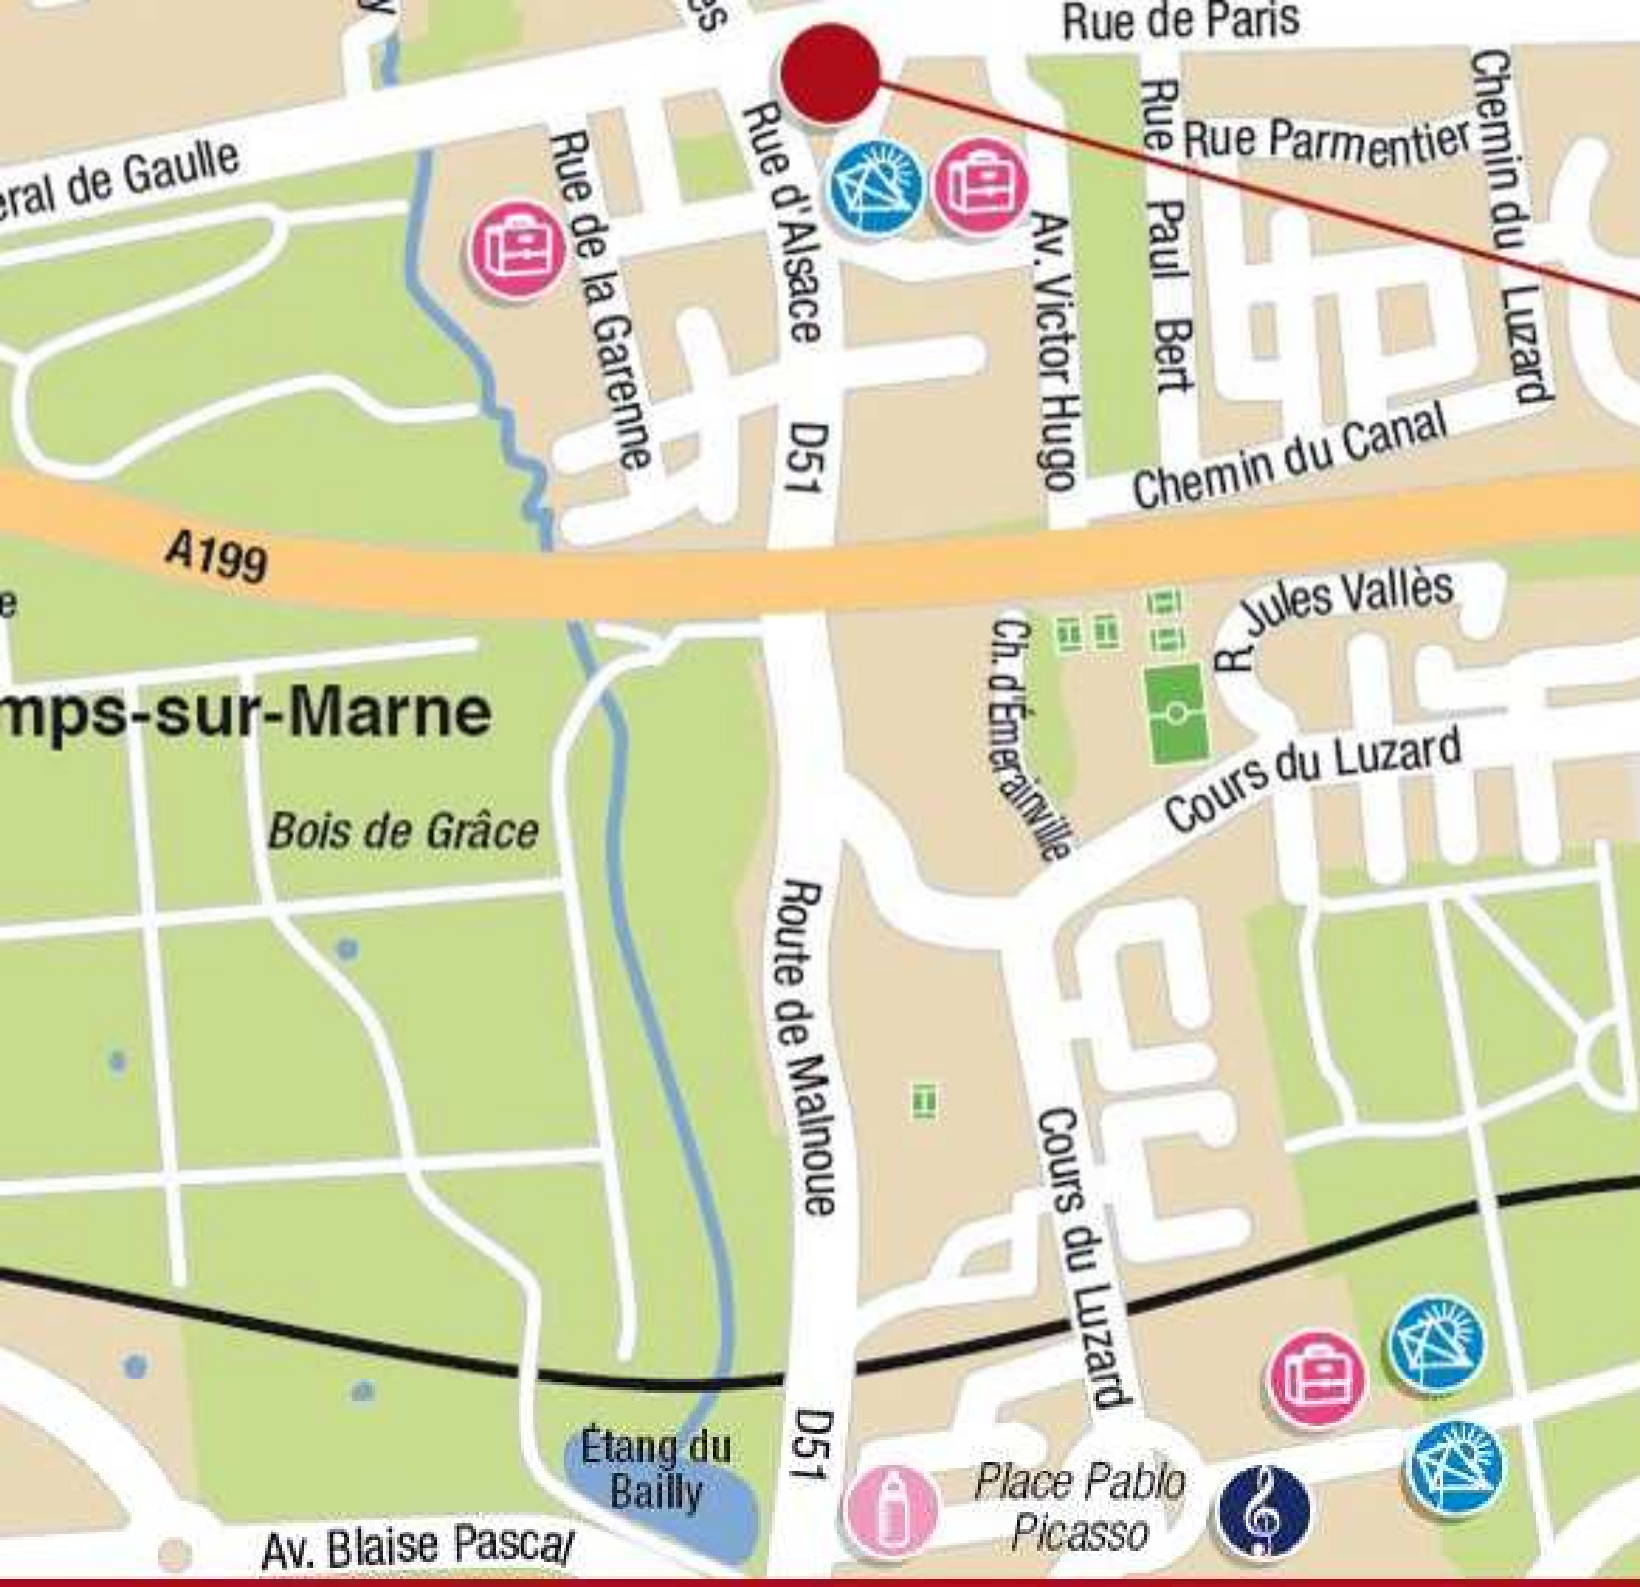 Rue de Paris
Rue Parmentier
Chemin du Luzard
Rue Paul Bert
Rue d'Alsace
Rue de la Garenne
de Gaulle
Av. Victor Hugo
D51
Chemin du Canal
A199
R. Jules Vallès
Ch. d'Émerainville
mps-sur-Marne
Cours du Luzard
Bois de Grâce
Route de Malnoue
Cours du Luzard
D51
Étang du
Bailly
Place Pablo
Picasso
Av. Blaise Pascal